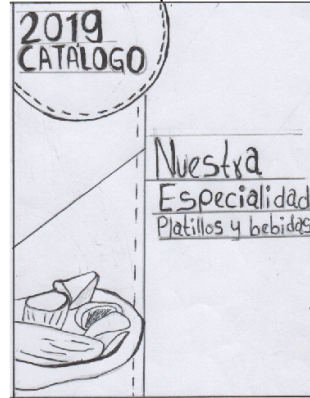 2019
CATÁLOGO
Nuestra
Especialidad
Platillos y bebidas